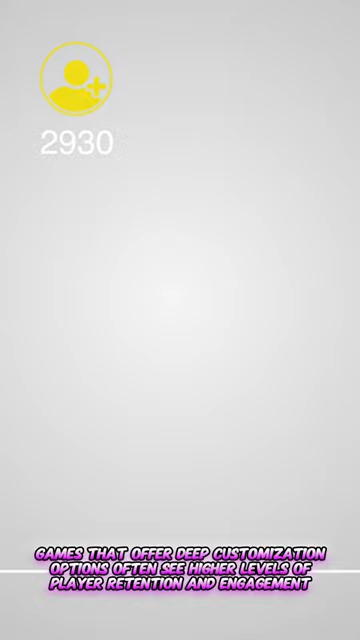 2930
GAMES THAT OFFER DEEP CUSTOMIZATION
OPTIONS OFTEN SEE HIGHER LEVELS OF
PLAYER RETENTION AND ENGAGEMENT